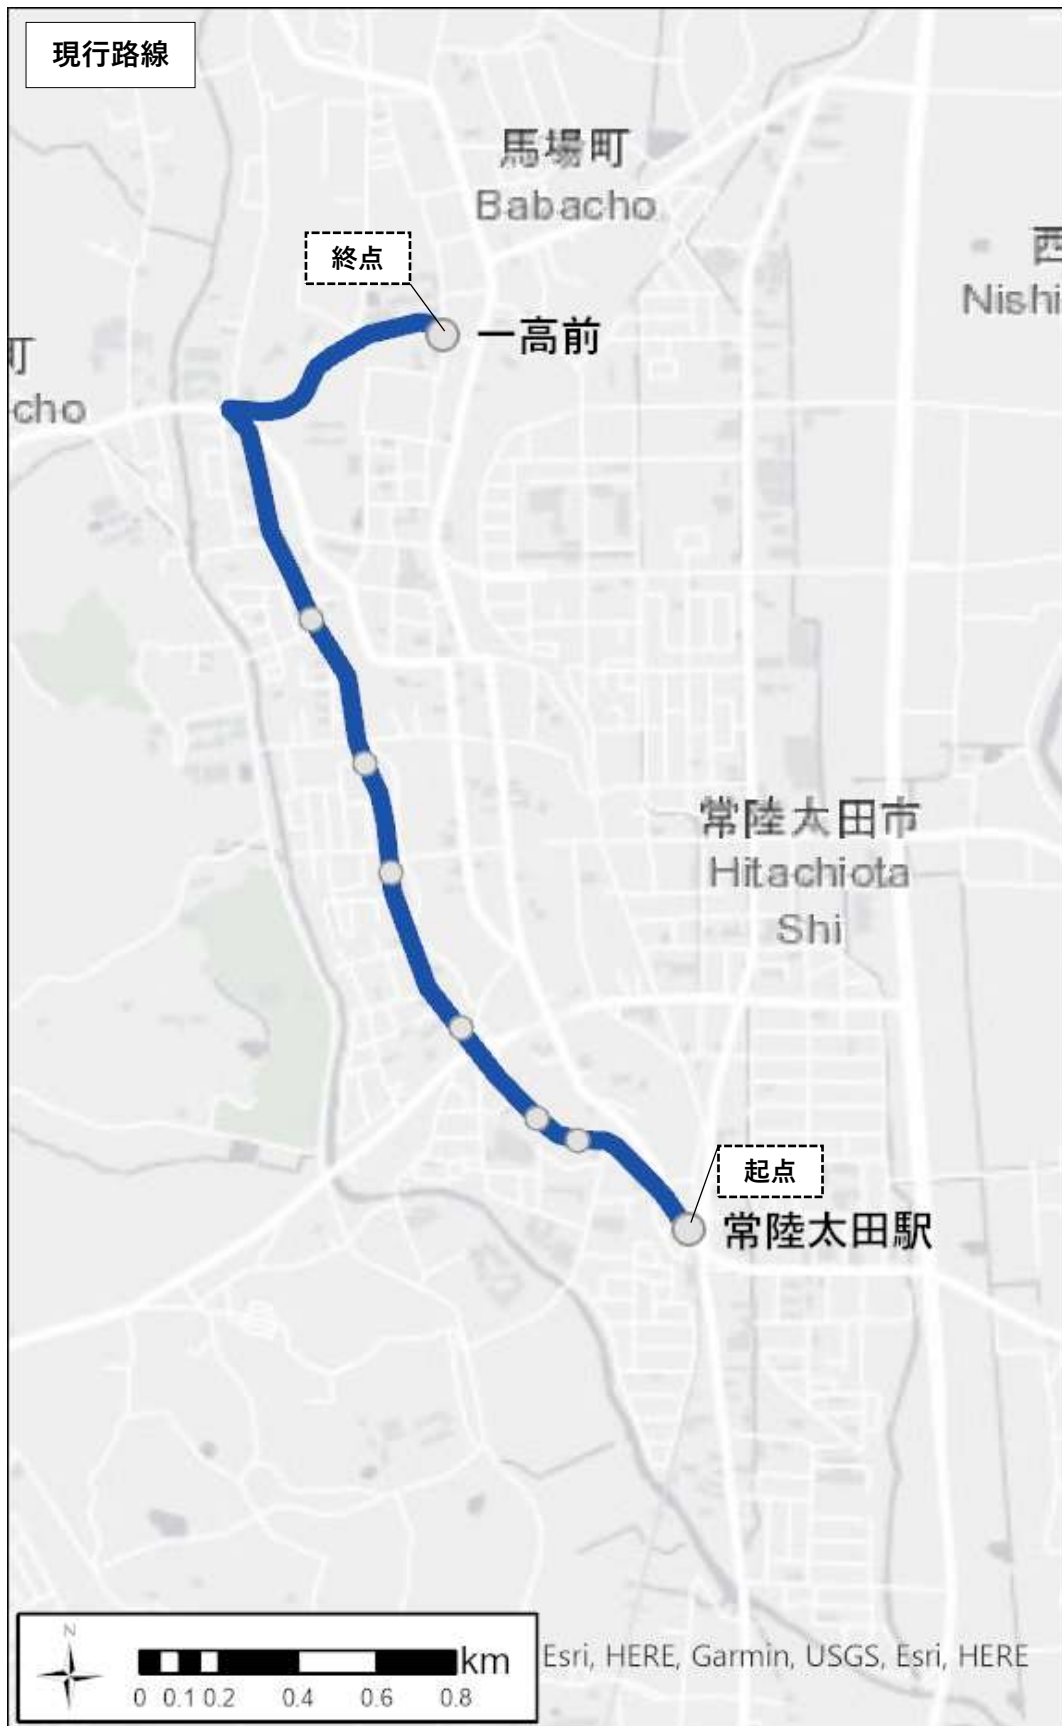 現行路線
馬場町
Babacho
終点
一高前
西
Nishi
町
cho
常陸太田市
Hitachiota
Shi
起点
常陸太田駅
N
km
0 0.1 0.2 0.4 0.6 0.8
Esri, HERE, Garmin, USGS, Esri, HERE